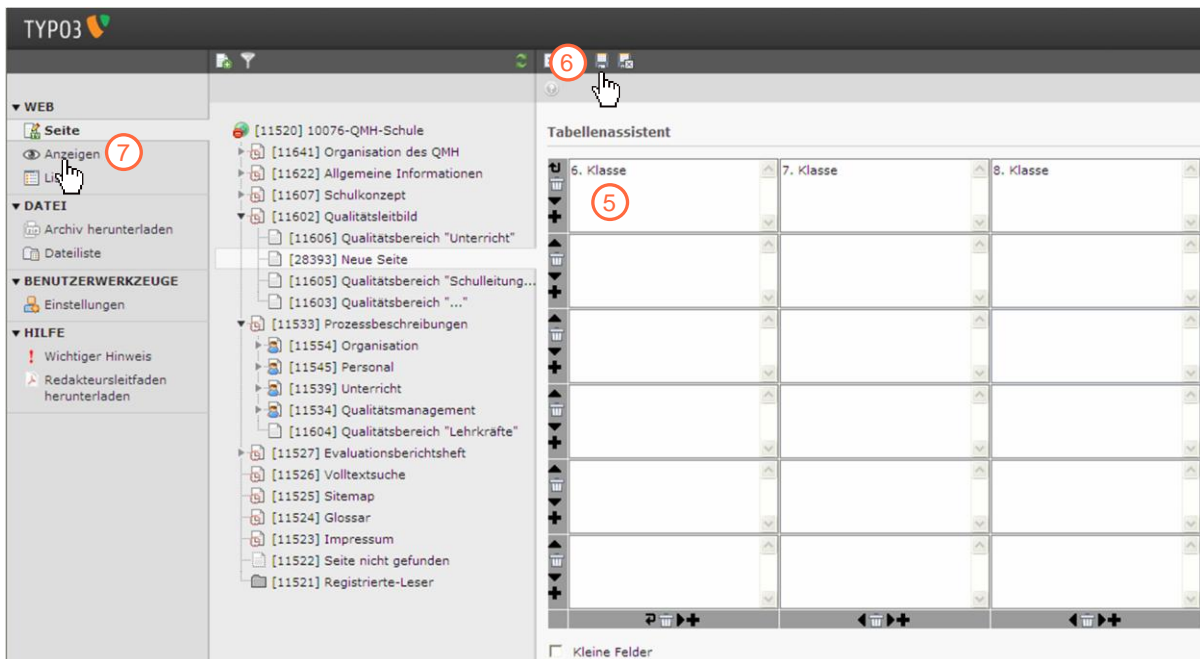 TYPO3
6
WEB
Seite
Anzeigen
7
DATEI
Archiv herunterladen
Dateiliste
BENUTZERWERKZEUGE
Einstellungen
HILFE
Wichtiger Hinweis
Redakteursleitfaden
herunterladen
[11520] 10076-QMH-Schule
[11641] Organisation des QMH
[11622] Allgemeine Informationen
[11607] Schulkonzept
[11602] Qualitätsleitbild
[11606] Qualitätsbereich "Unterricht"
[28393] Neue Seite
[11605] Qualitätsbereich "Schulleitung...
[11603] Qualitätsbereich "..."
[11533] Prozessbeschreibungen
[11554] Organisation
[11545] Personal
[11539] Unterricht
[11534] Qualitätsmanagement
[11604] Qualitätsbereich "Lehrkräfte"
[11527] Evaluationsberichtsheft
[11526] Volltextsuche
[11525] Sitemap
[11524] Glossar
[11523] Impressum
[11522] Seite nicht gefunden
[11521] Registrierte-Leser
Tabellenassistent
6. Klasse 7. Klasse 8. Klasse
5
Kleine Felder